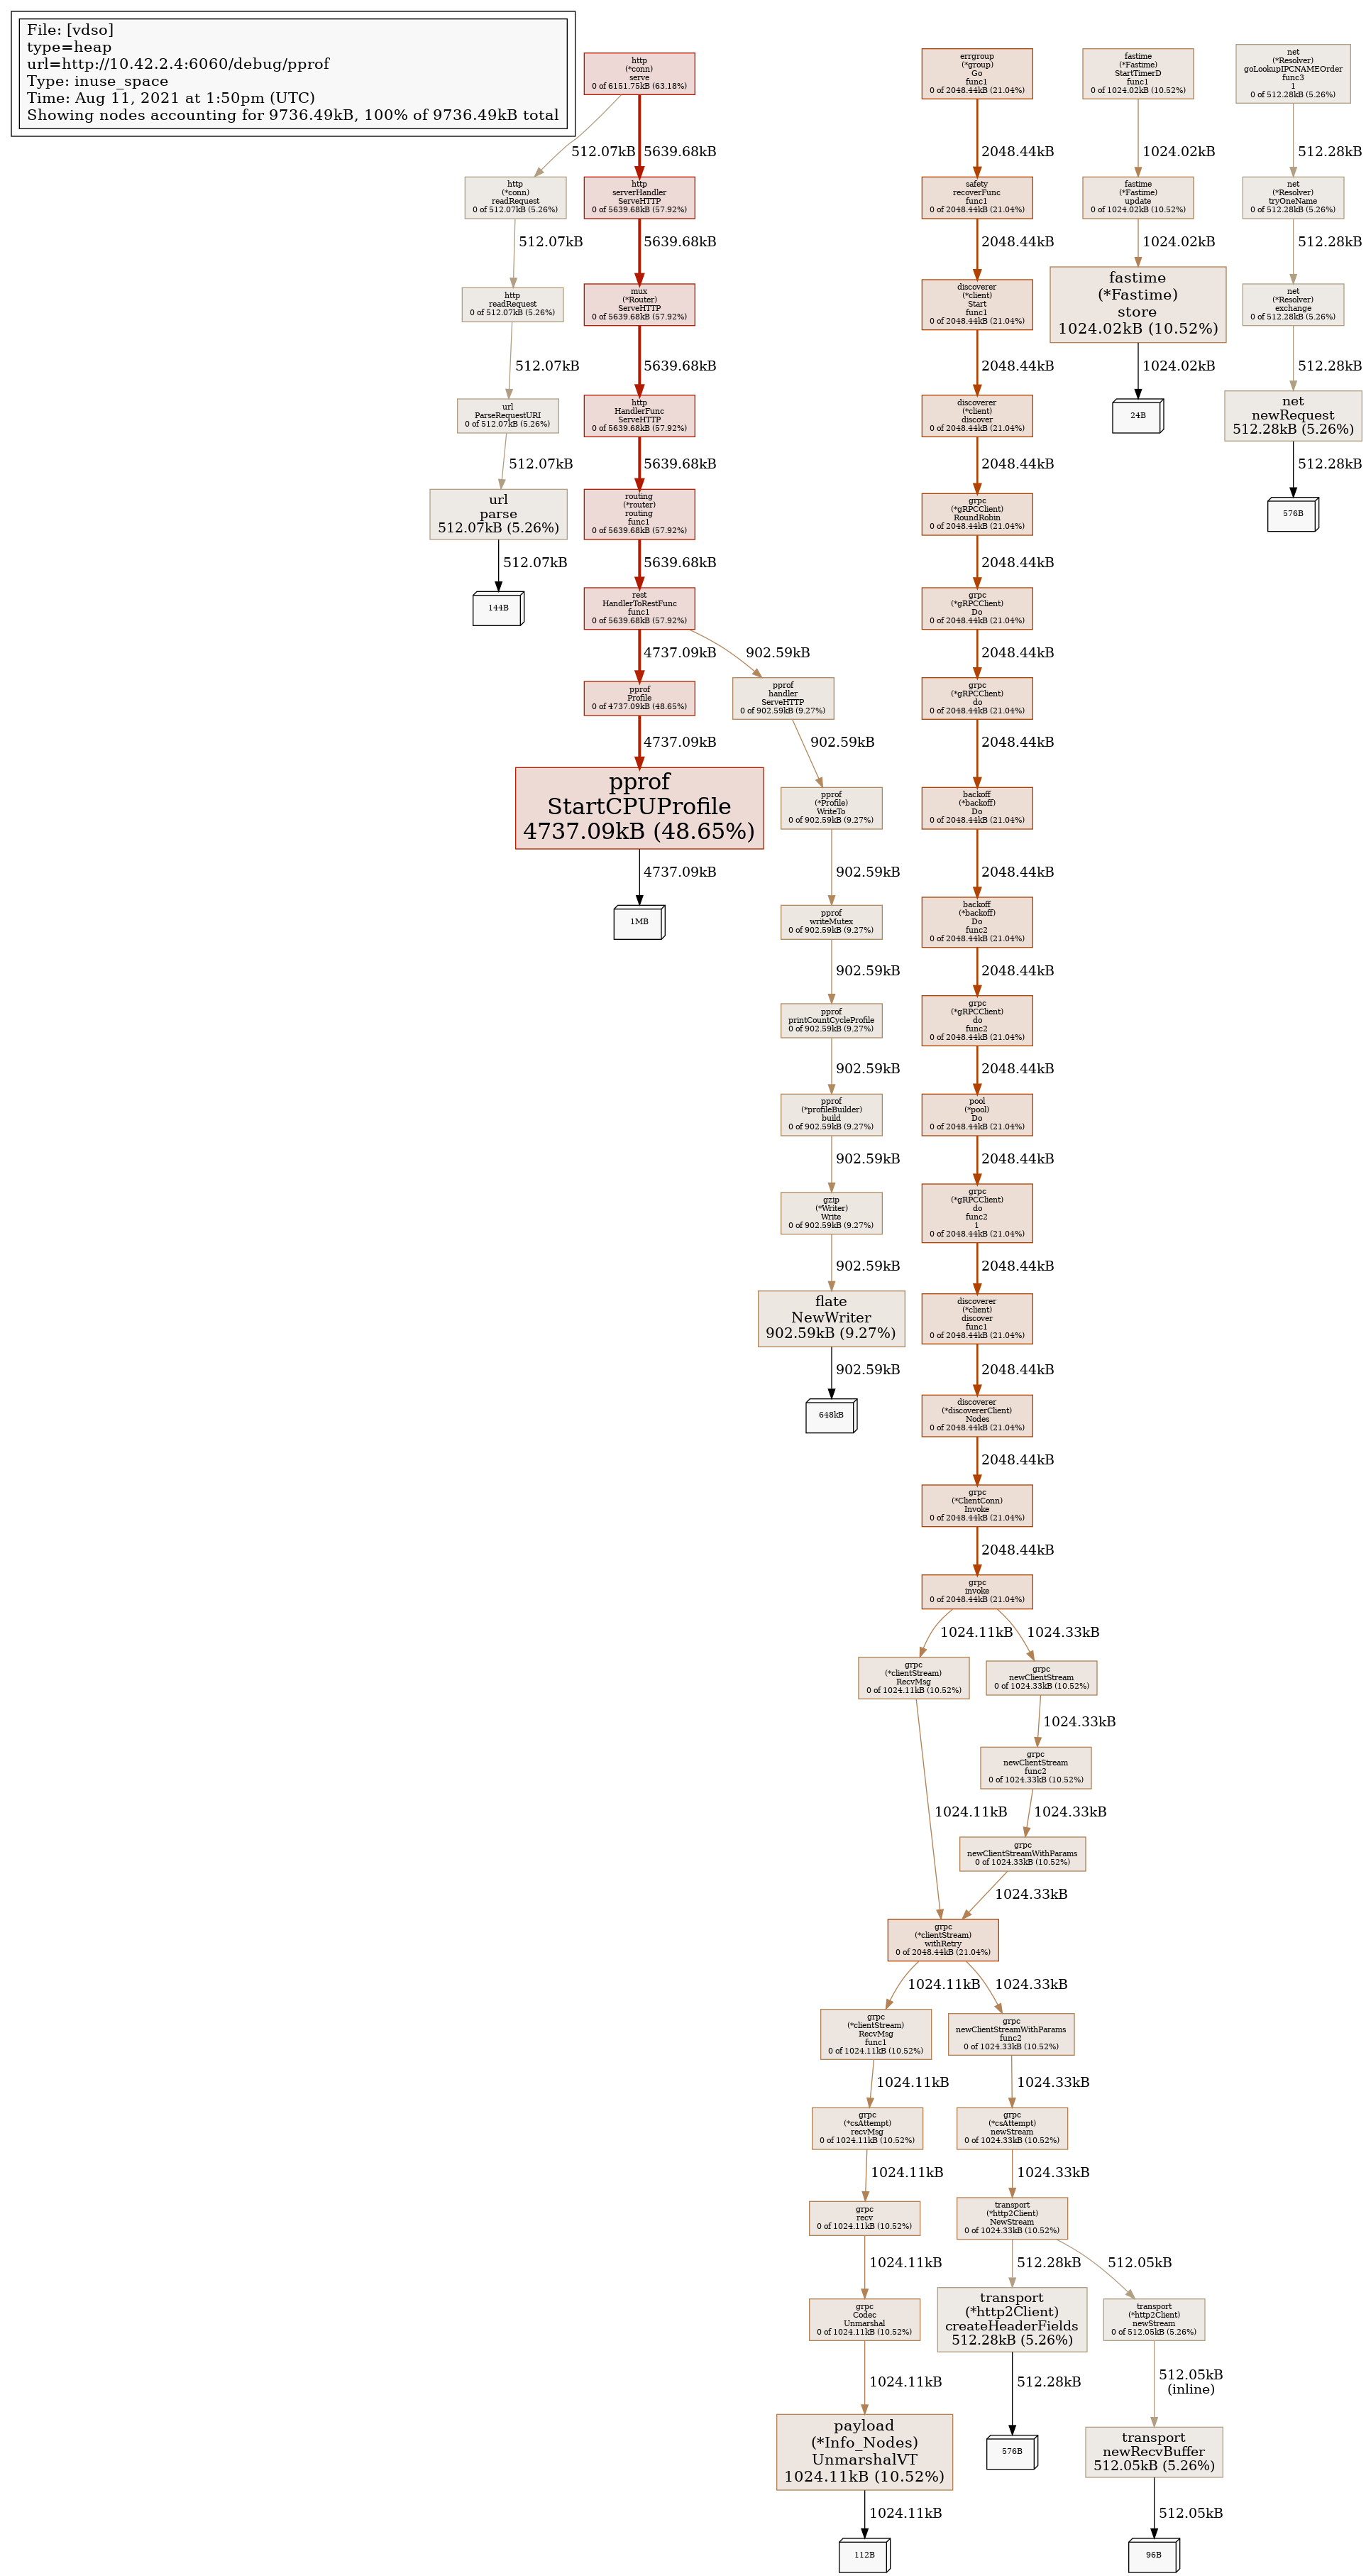 File: [vdso]
type=heap
url=http://10.42.2.4:6060/debug/pprof
Type: inuse_space
Time: Aug 11, 2021 at 1:50pm (UTC)
Showing nodes accounting for 9736.49kB, 100% of 9736.49kB total
http
(*conn)
serve
0 of 6151.75kB (63.18%)
512.07kB
5639.68kB
http
(*conn)
readRequest
0 of 512.07kB (5.26%)
512.07kB
http
readRequest
0 of 512.07kB (5.26%)
512.07kB
url
ParseRequestURI
0 of 512.07kB (5.26%)
512.07kB
url
parse
512.07kB (5.26%)
512.07kB
144B
http
serverHandler
ServeHTTP
0 of 5639.68kB (57.92%)
5639.68kB
mux
(*Router)
ServeHTTP
0 of 5639.68kB (57.92%)
5639.68kB
http
HandlerFunc
ServeHTTP
0 of 5639.68kB (57.92%)
5639.68kB
routing
(*router)
routing
func1
0 of 5639.68kB (57.92%)
5639.68kB
rest
HandlerToRestFunc
func1
0 of 5639.68kB (57.92%)
4737.09kB
902.59kB
pprof
Profile
0 of 4737.09kB (48.65%)
4737.09kB
pprof
StartCPUProfile
4737.09kB (48.65%)
4737.09kB
1MB
pprof
handler
ServeHTTP
0 of 902.59kB (9.27%)
902.59kB
pprof
(*Profile)
WriteTo
0 of 902.59kB (9.27%)
902.59kB
pprof
writeMutex
0 of 902.59kB (9.27%)
902.59kB
pprof
printCountCycleProfile
0 of 902.59kB (9.27%)
902.59kB
pprof
(*profileBuilder)
build
0 of 902.59kB (9.27%)
902.59kB
gzip
(*Writer)
Write
0 of 902.59kB (9.27%)
902.59kB
flate
NewWriter
902.59kB (9.27%)
902.59kB
648kB
errgroup
(*group)
Go
func1
0 of 2048.44kB (21.04%)
2048.44kB
safety
recoverFunc
func1
0 of 2048.44kB (21.04%)
2048.44kB
discoverer
(*client)
Start
func1
0 of 2048.44kB (21.04%)
2048.44kB
discoverer
(*client)
discover
0 of 2048.44kB (21.04%)
2048.44kB
grpc
(*gRPCClient)
RoundRobin
0 of 2048.44kB (21.04%)
2048.44kB
grpc
(*gRPCClient)
Do
0 of 2048.44kB (21.04%)
2048.44kB
grpc
(*gRPCClient)
do
0 of 2048.44kB (21.04%)
2048.44kB
backoff
(*backoff)
Do
0 of 2048.44kB (21.04%)
2048.44kB
backoff
(*backoff)
Do
func2
0 of 2048.44kB (21.04%)
2048.44kB
grpc
(*gRPCClient)
do
func2
0 of 2048.44kB (21.04%)
2048.44kB
pool
(*pool)
Do
0 of 2048.44kB (21.04%)
2048.44kB
grpc
(*gRPCClient)
do
func2
1
0 of 2048.44kB (21.04%)
2048.44kB
discoverer
(*client)
discover
func1
0 of 2048.44kB (21.04%)
2048.44kB
discoverer
(*discovererClient)
Nodes
0 of 2048.44kB (21.04%)
2048.44kB
grpc
(*ClientConn)
Invoke
0 of 2048.44kB (21.04%)
2048.44kB
grpc
invoke
0 of 2048.44kB (21.04%)
1024.11kB
1024.33kB
grpc
(*clientStream)
RecvMsg
0 of 1024.11kB (10.52%)
1024.11kB
grpc
newClientStream
0 of 1024.33kB (10.52%)
1024.33kB
grpc
newClientStream
func2
0 of 1024.33kB (10.52%)
1024.33kB
grpc
newClientStreamWithParams
0 of 1024.33kB (10.52%)
1024.33kB
grpc
(*clientStream)
withRetry
0 of 2048.44kB (21.04%)
1024.11kB
1024.33kB
grpc
(*clientStream)
RecvMsg
func1
0 of 1024.11kB (10.52%)
1024.11kB
grpc
(*csAttempt)
recvMsg
0 of 1024.11kB (10.52%)
1024.11kB
grpc
recv
0 of 1024.11kB (10.52%)
1024.11kB
grpc
Codec
Unmarshal
0 of 1024.11kB (10.52%)
1024.11kB
payload
(*Info_Nodes)
UnmarshalVT
1024.11kB (10.52%)
1024.11kB
112B
grpc
newClientStreamWithParams
func2
0 of 1024.33kB (10.52%)
1024.33kB
grpc
(*csAttempt)
newStream
0 of 1024.33kB (10.52%)
1024.33kB
transport
(*http2Client)
NewStream
0 of 1024.33kB (10.52%)
512.28kB
512.05kB
transport
(*http2Client)
createHeaderFields
512.28kB (5.26%)
512.28kB
576B
transport
(*http2Client)
newStream
0 of 512.05kB (5.26%)
512.05kB
(inline)
transport
newRecvBuffer
512.05kB (5.26%)
512.05kB
96B
fastime
(*Fastime)
StartTimerD
func1
0 of 1024.02kB (10.52%)
1024.02kB
fastime
(*Fastime)
update
0 of 1024.02kB (10.52%)
1024.02kB
fastime
(*Fastime)
store
1024.02kB (10.52%)
1024.02kB
24B
net
(*Resolver)
goLookupIPCNAMEOrder
func3
1
0 of 512.28kB (5.26%)
512.28kB
net
(*Resolver)
tryOneName
0 of 512.28kB (5.26%)
512.28kB
net
(*Resolver)
exchange
0 of 512.28kB (5.26%)
512.28kB
net
newRequest
512.28kB (5.26%)
512.28kB
576B